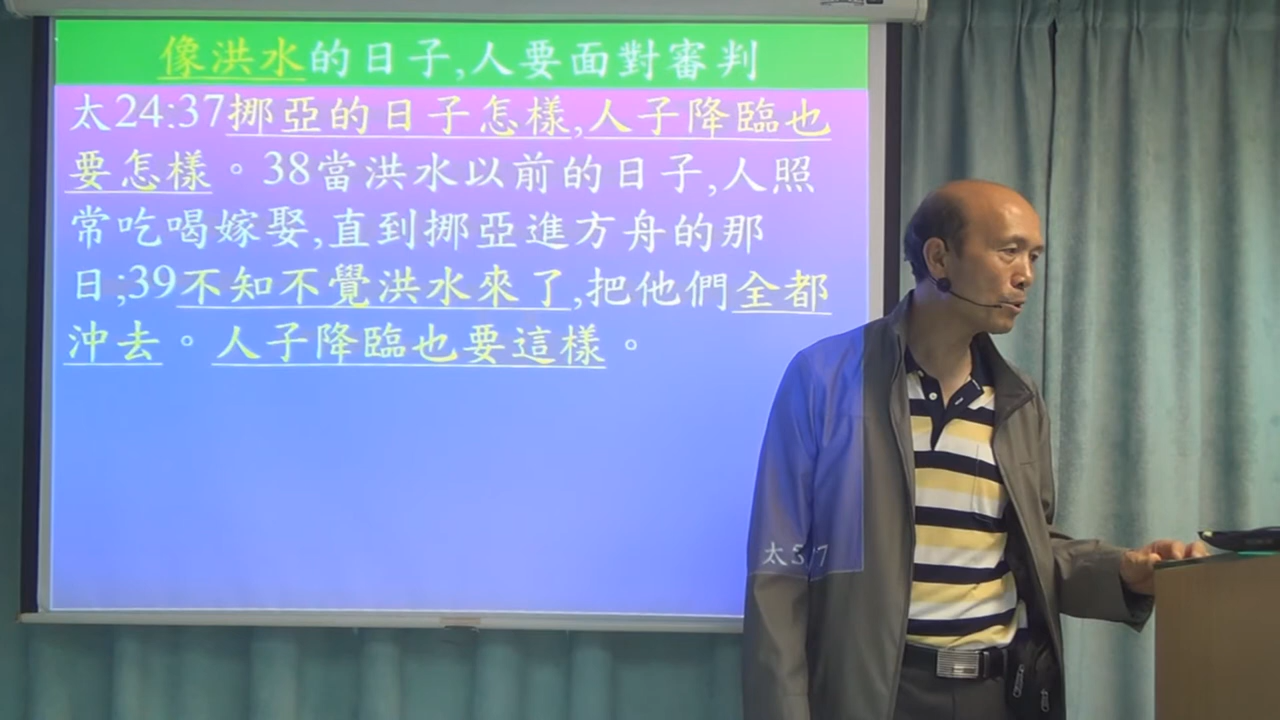 像洪水的日子,人要面對審判
太24:37挪亞的日子怎樣,人子降臨也
要怎樣。38當洪水以前的日子,人照
常吃喝嫁娶,直到挪亞進方舟的那
日;39不知不覺洪水來了,把他們全都
沖去。人子降臨也要這樣。